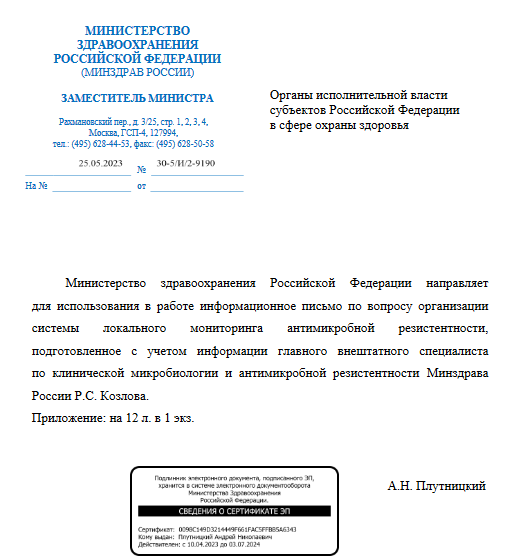 МИНИСТЕРСТВО
ЗДРАВООХРАНЕНИЯ
РОССИЙСКОЙ ФЕДЕРАЦИИ
(МИНЗДРАВ РОССИИ)
ЗАМЕСТИТЕЛЬ МИНИСТРА
Рахмановский пер., д. 3/25, стр. 1, 2, 3, 4,
Москва, ГСП-4, 127994,
тел.: (495) 628-44-53, факс: (495) 628-50-58
25.05.2023 № 30-5/И/2-9190
На № от
Органы исполнительной власти
субъектов Российской Федерации
в сфере охраны здоровья
Министерство здравоохранения Российской Федерации направляет
для использования в работе информационное письмо по вопросу организации
системы локального мониторинга антимикробной резистентности,
подготовленное с учетом информации главного внештатного специалиста
по клинической микробиологии и антимикробной резистентности Минздрава
России Р.С. Козлова.
Приложение: на 12 л. в 1 экз.
Подлинник электронного документа, подписанного ЭП,
хранится в системе электронного документооборота
Министерства Здравоохранения
Российской Федерации.
СВЕДЕНИЯ О СЕРТИФИКАТЕ ЭП
Сертификат: 009BC149D3214449F661FAC5FFB85A6343
Кому выдан: Плутницкий Андрей Николаевич
Действителен: с 10.04.2023 до 03.07.2024
А.Н. Плутницкий